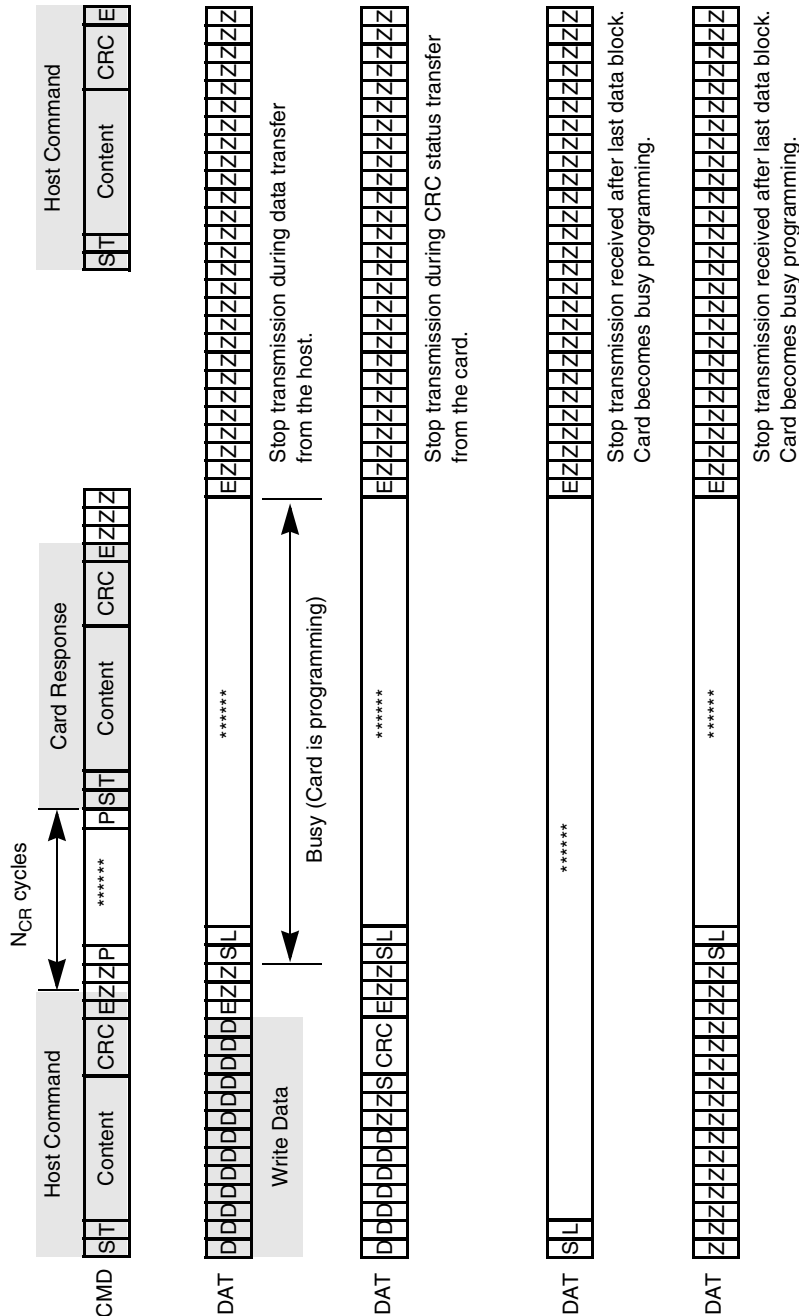 Host Command
N_CR cycles
Card Response
Host Command
CMD S T Content CRC E Z Z P ****** P S T Content CRC E Z Z Z S T Content CRC E
DAT D D D D D D D D D D D D D E Z Z S L ****** E Z Z Z Z Z Z Z Z Z Z Z Z Z Z Z Z Z Z Z Z Z Z Z Z Z Z
Write Data
Busy (Card is programming)
Stop transmission during data transfer
from the host.
DAT D D D D D D D Z Z S CRC E Z Z S L ****** E Z Z Z Z Z Z Z Z Z Z Z Z Z Z Z Z Z Z Z Z Z Z Z Z Z Z
Stop transmission during CRC status transfer
from the card.
DAT S L ****** E Z Z Z Z Z Z Z Z Z Z Z Z Z Z Z Z Z Z Z Z Z Z Z Z Z Z
Stop transmission received after last data block.
Card becomes busy programming.
DAT Z Z Z Z Z Z Z Z Z Z Z Z Z Z Z Z S L ****** E Z Z Z Z Z Z Z Z Z Z Z Z Z Z Z Z Z Z Z Z Z Z Z Z Z Z
Stop transmission received after last data block.
Card becomes busy programming.